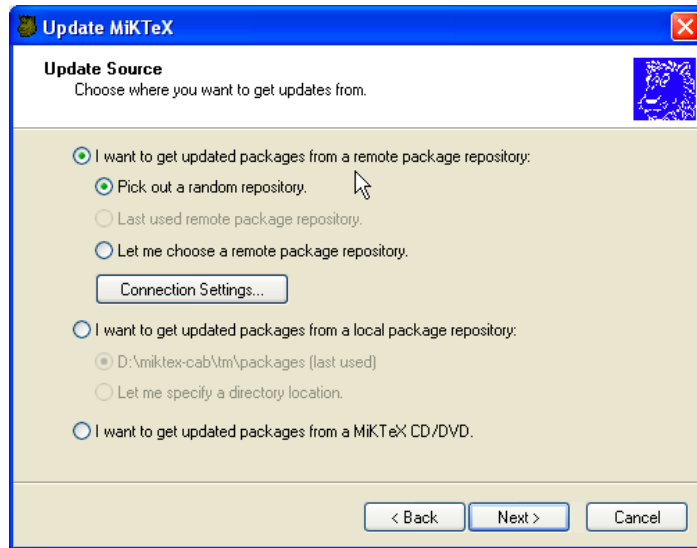 Update MiKTeX
Update Source
Choose where you want to get updates from.
I want to get updated packages from a remote package repository:
Pick out a random repository.
Last used remote package repository.
Let me choose a remote package repository.
Connection Settings...
I want to get updated packages from a local package repository:
D:\miktex-cab\tm\packages (last used)
Let me specify a directory location.
I want to get updated packages from a MiKTeX CD/DVD.
< Back Next > Cancel